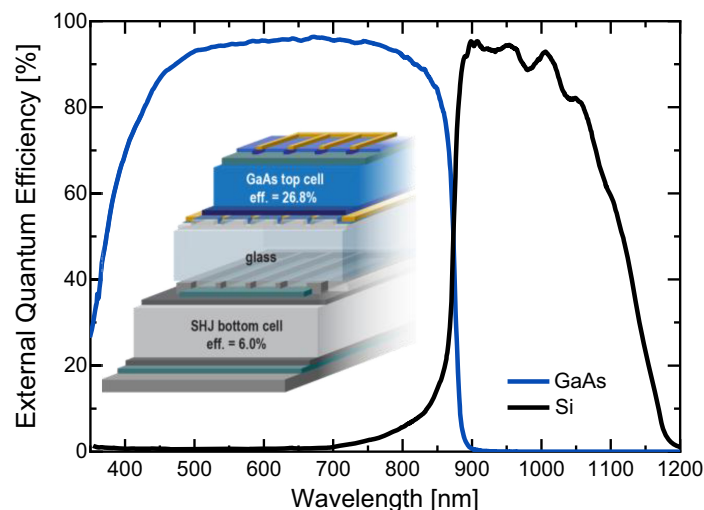 100
80
60
40
20
0
External Quantum Efficiency [%]
GaAs top cell
eff. = 26.8%
glass
SHJ bottom cell
eff. = 6.0%
GaAs
Si
400 500 600 700 800 900 1000 1100 1200
Wavelength [nm]